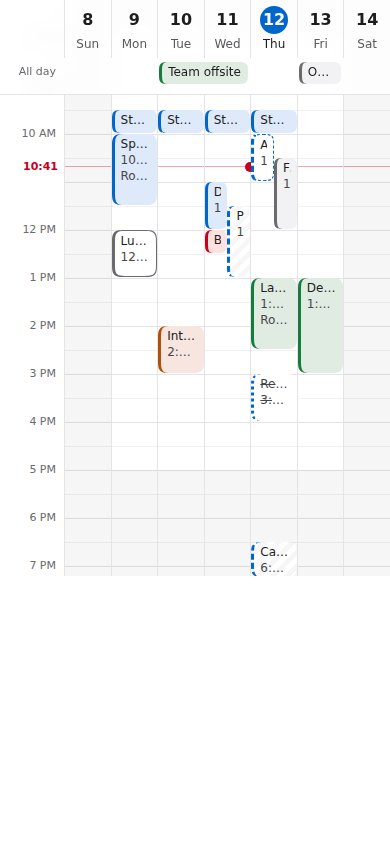 8 9 10 11 12 13 14
Sun Mon Tue Wed Thu Fri Sat
All day Team offsite O…
St… St… St… St…
10 AM
Sp…
10…
Ro…
A
1
10:41
F
1
D
1
P
1
12 PM
Lu…
12…
B
1 PM
La…
1:…
Ro…
De…
1:…
2 PM
Int…
2:…
3 PM
Re…
3:…
4 PM
5 PM
6 PM
Ca…
6:…
7 PM